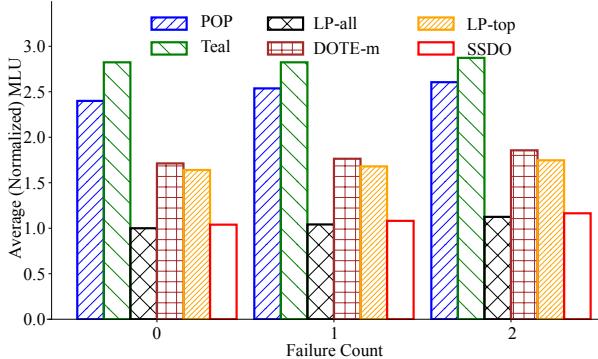 POP LP-all LP-top
Teal DOTE-m SSDO
Average (Normalized) MLU
3.0
2.5
2.0
1.5
1.0
0.5
0.0
0 1 2
Failure Count